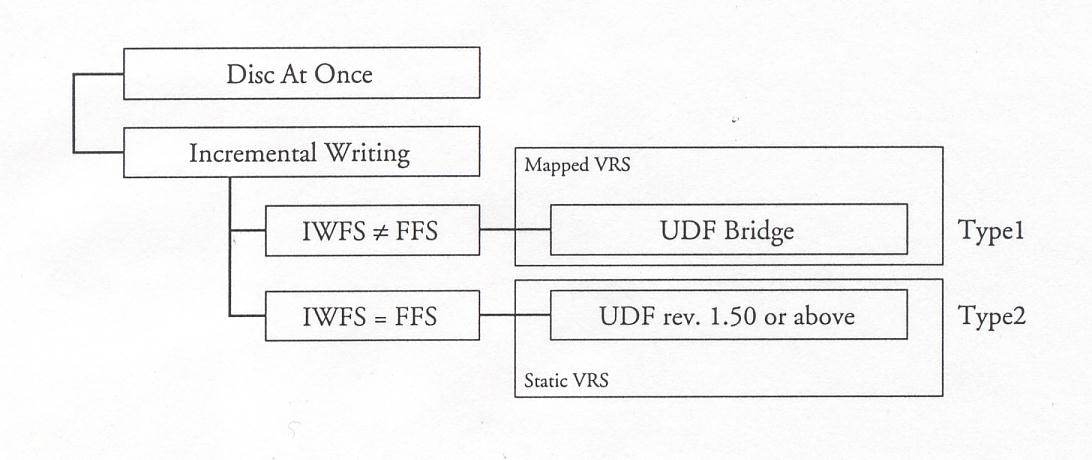 Disc At Once
Incremental Writing
Mapped VRS
IWFS ≠ FFS
UDF Bridge
Type1
IWFS = FFS
UDF rev. 1.50 or above
Type2
Static VRS